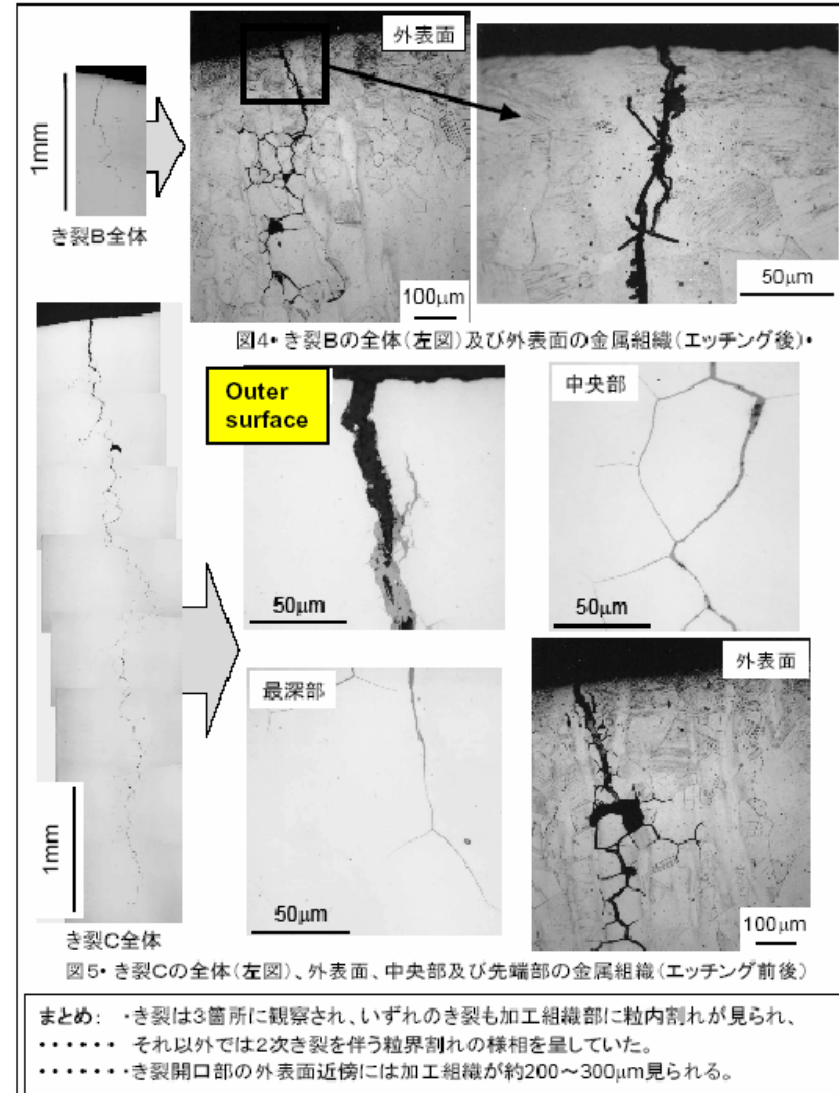 外表面
1mm
き裂B全体
100μm
50μm
図4• き裂Bの全体(左図)及び外表面の金属組織(エッチング後)•
Outer
surface
中央部
50μm
50μm
最深部
外表面
1mm
50μm
100μm
き裂C全体
図5• き裂Cの全体(左図)、外表面、中央部及び先端部の金属組織(エッチング前後)
まとめ: ・き裂は3箇所に観察され、いずれのき裂も加工組織部に粒内割れが見られ、
・・・・・・ それ以外では2次き裂を伴う粒界割れの様相を呈していた。
・・・・・・・き裂開口部の外表面近傍には加工組織が約200~300μm見られる。